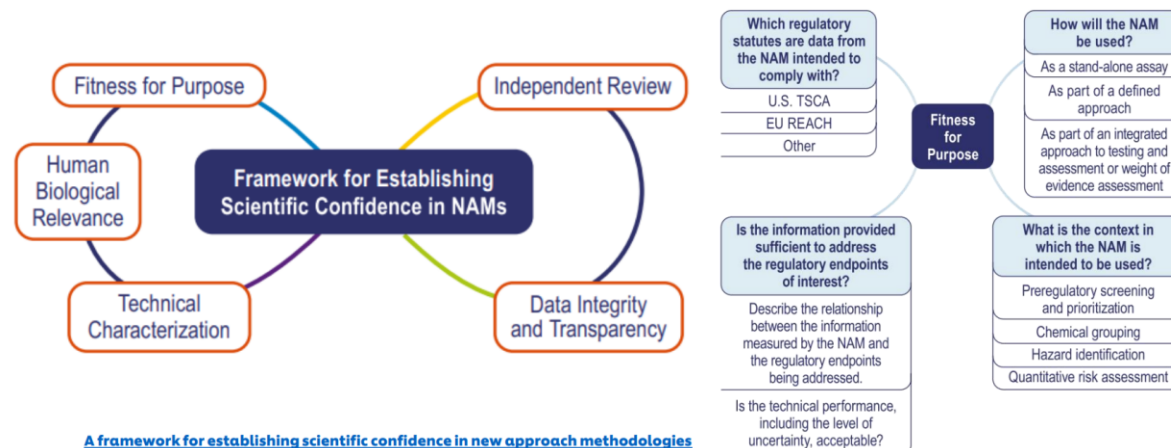 Fitness for Purpose
Independent Review
Human
Biological
Relevance
Framework for Establishing
Scientific Confidence in NAMs
Technical
Characterization
Data Integrity
and Transparency
A framework for establishing scientific confidence in new approach methodologies
Which regulatory
statutes are data from
the NAM intended to
comply with?
U.S. TSCA
EU REACH
Other
How will the NAM
be used?
As a stand-alone assay
As part of a defined
approach
As part of an integrated
approach to testing and
assessment or weight of
evidence assessment
Fitness
for
Purpose
Is the information provided
sufficient to address
the regulatory endpoints
of interest?
Describe the relationship
between the information
measured by the NAM and
the regulatory endpoints
being addressed.
Is the technical performance,
including the level of
uncertainty, acceptable?
What is the context in
which the NAM is
intended to be used?
Preregulatory screening
and prioritization
Chemical grouping
Hazard identification
Quantitative risk assessment